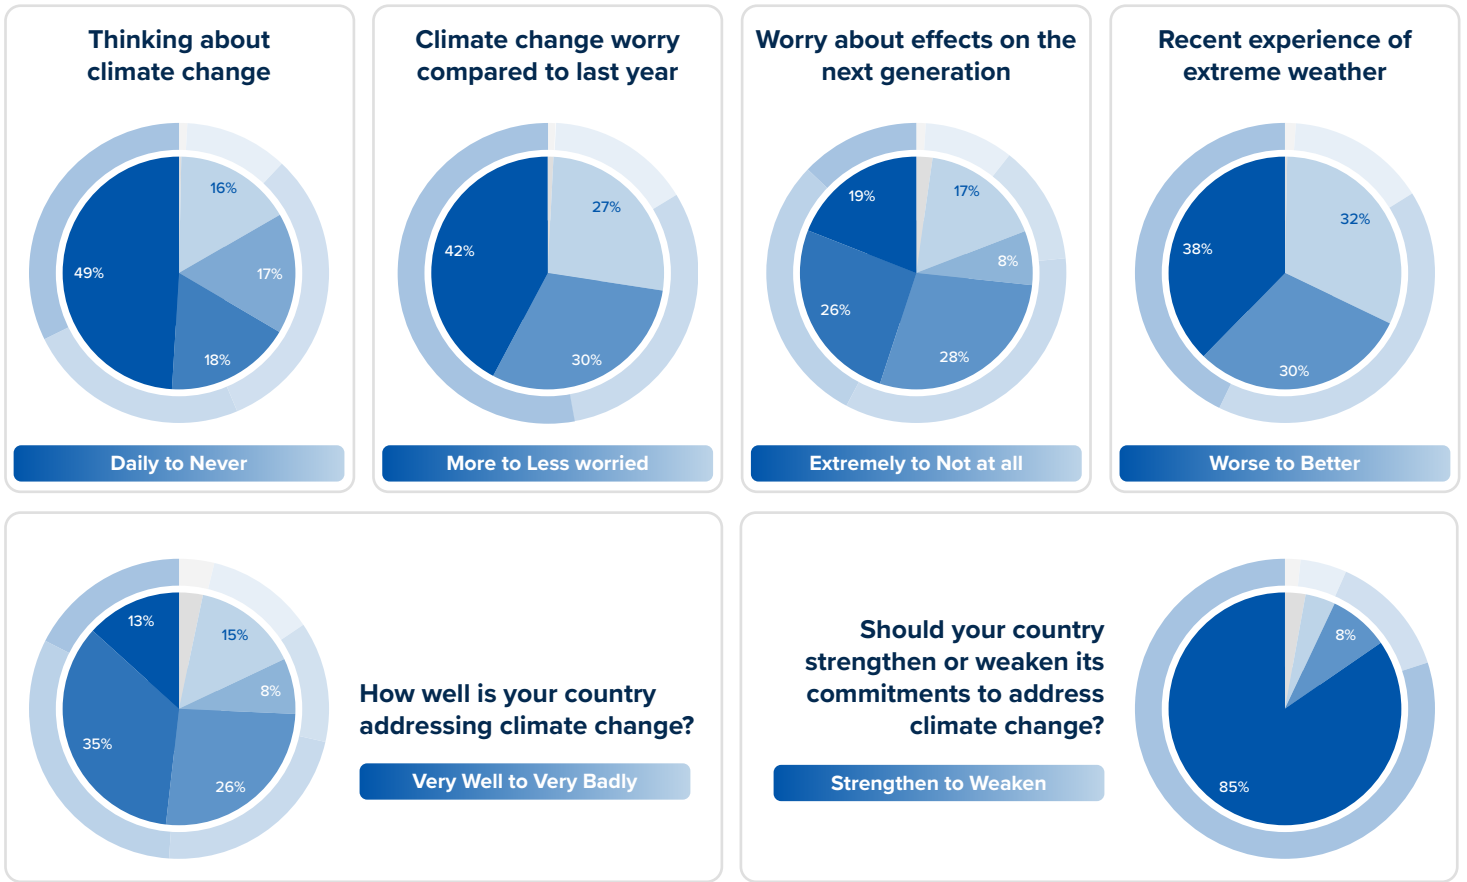 Thinking about
climate change
16%
17%
18%
49%
Daily to Never
Climate change worry
compared to last year
27%
30%
42%
More to Less worried
Worry about effects on the
next generation
17%
8%
28%
26%
19%
Extremely to Not at all
Recent experience of
extreme weather
32%
30%
38%
Worse to Better
13%
15%
8%
26%
35%
How well is your country
addressing climate change?
Very Well to Very Badly
Should your country
strengthen or weaken its
commitments to address
climate change?
Strengthen to Weaken
8%
85%